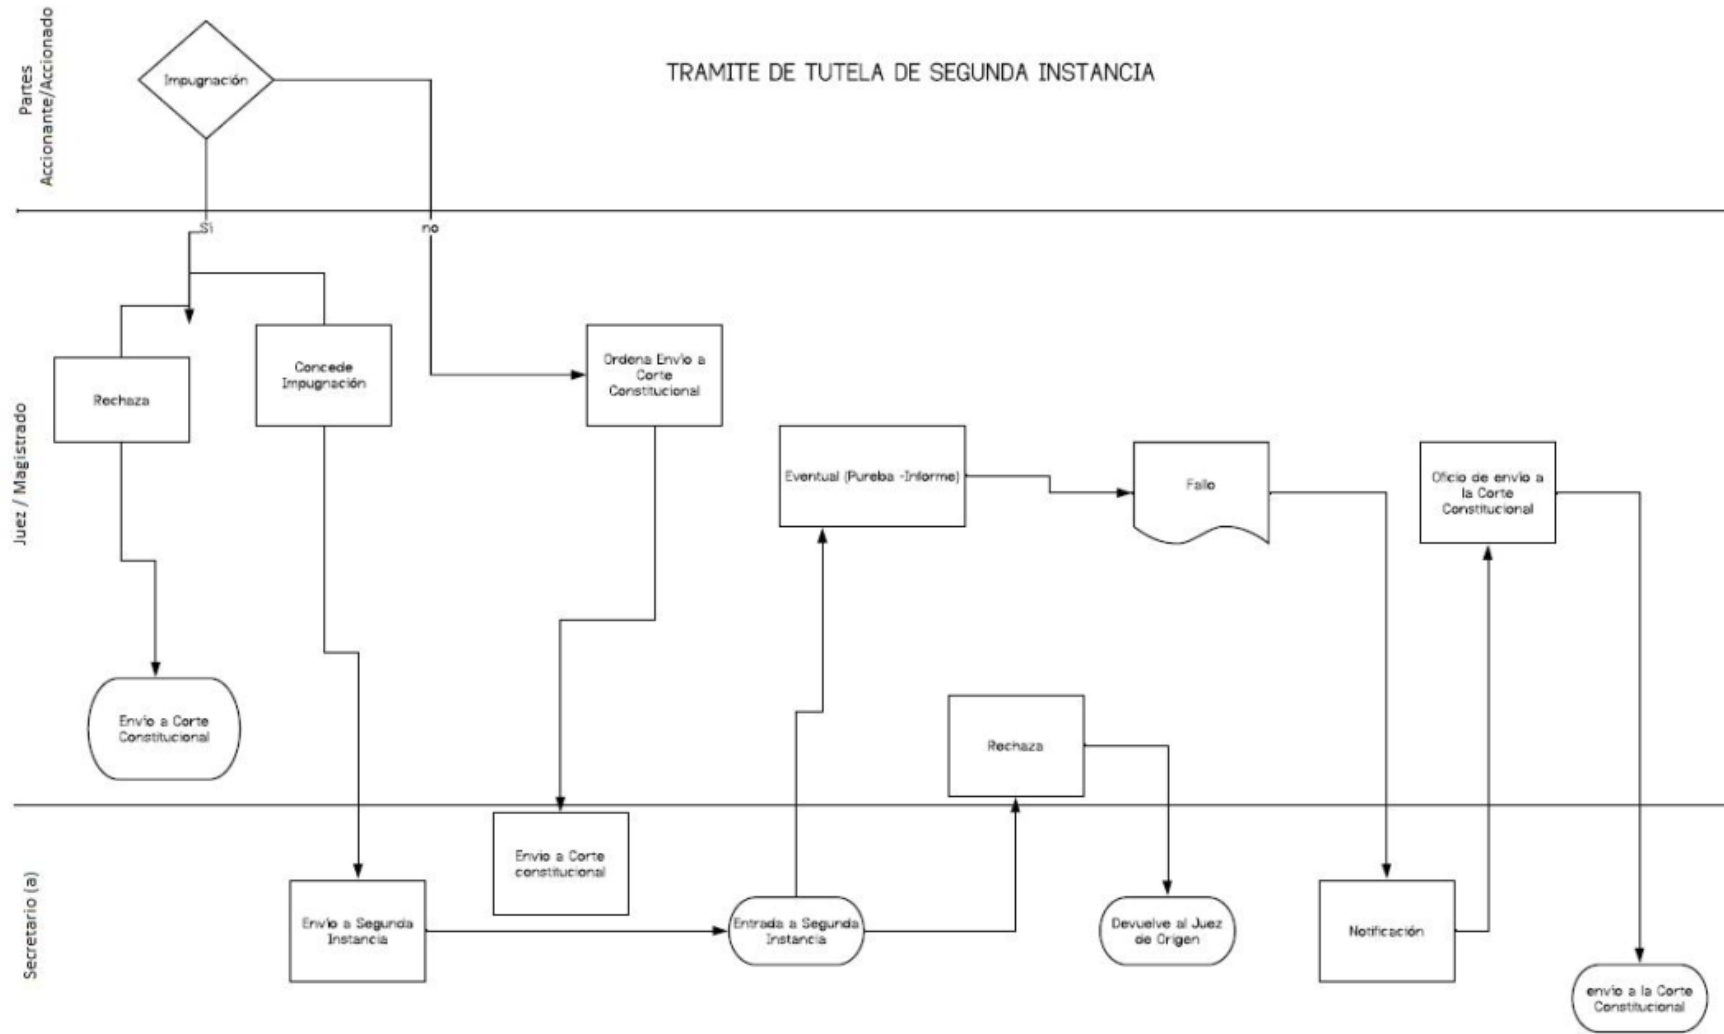 TRAMITE DE TUTELA DE SEGUNDA INSTANCIA
Partes
Accionante/Accionado
Impugnación
Si
no
Juez / Magistrado
Rechaza
Concede
Impugnación
Ordena Envío a
Corte
Constitucional
Eventual (Pureba -Informe)
Fallo
Oficio de envío a
la Corte
Constitucional
Envío a Corte
Constitucional
Rechaza
Secretario (a)
Envio a Corte
constitucional
Envío a Segunda
Instancia
Entrada a Segunda
Instancia
Devuelve al Juez
de Origen
Notificación
envío a la Corte
Constitucional